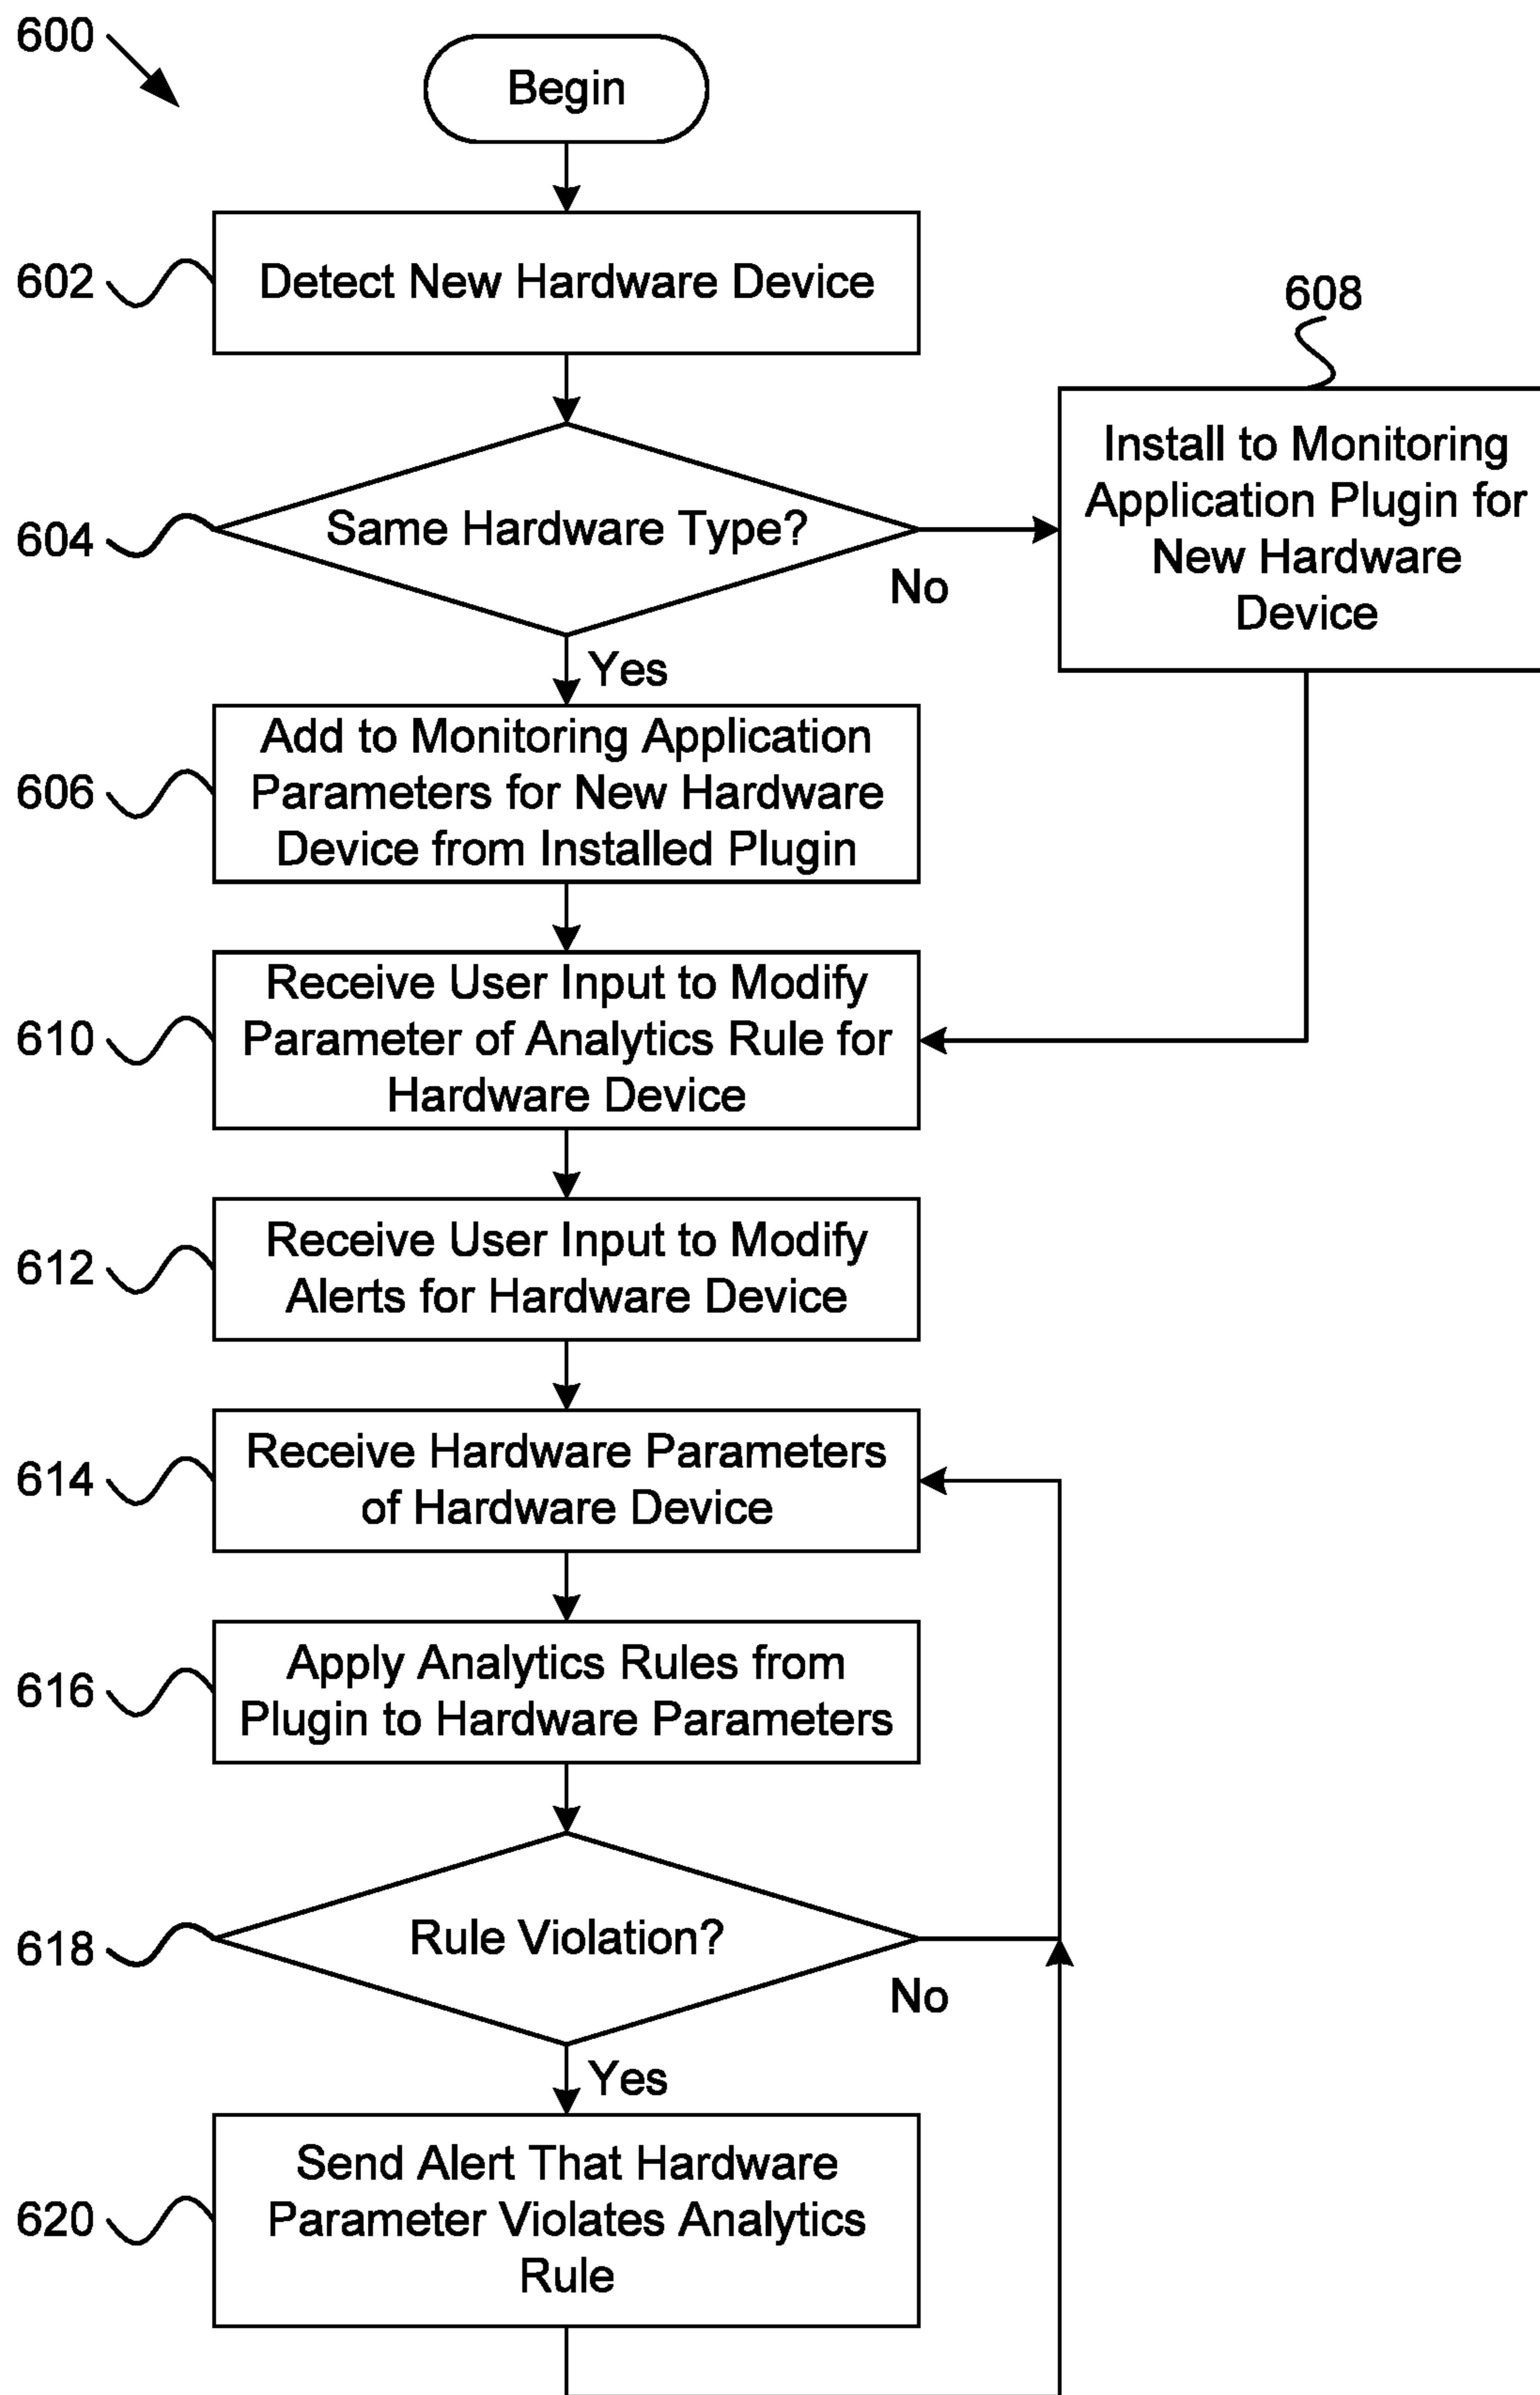 600
Begin
602
Detect New Hardware Device
608
Install to Monitoring
Application Plugin for
New Hardware
Device
604
Same Hardware Type?
No
Yes
606
Add to Monitoring Application
Parameters for New Hardware
Device from Installed Plugin
610
Receive User Input to Modify
Parameter of Analytics Rule for
Hardware Device
612
Receive User Input to Modify
Alerts for Hardware Device
614
Receive Hardware Parameters
of Hardware Device
616
Apply Analytics Rules from
Plugin to Hardware Parameters
618
Rule Violation?
No
Yes
620
Send Alert That Hardware
Parameter Violates Analytics
Rule